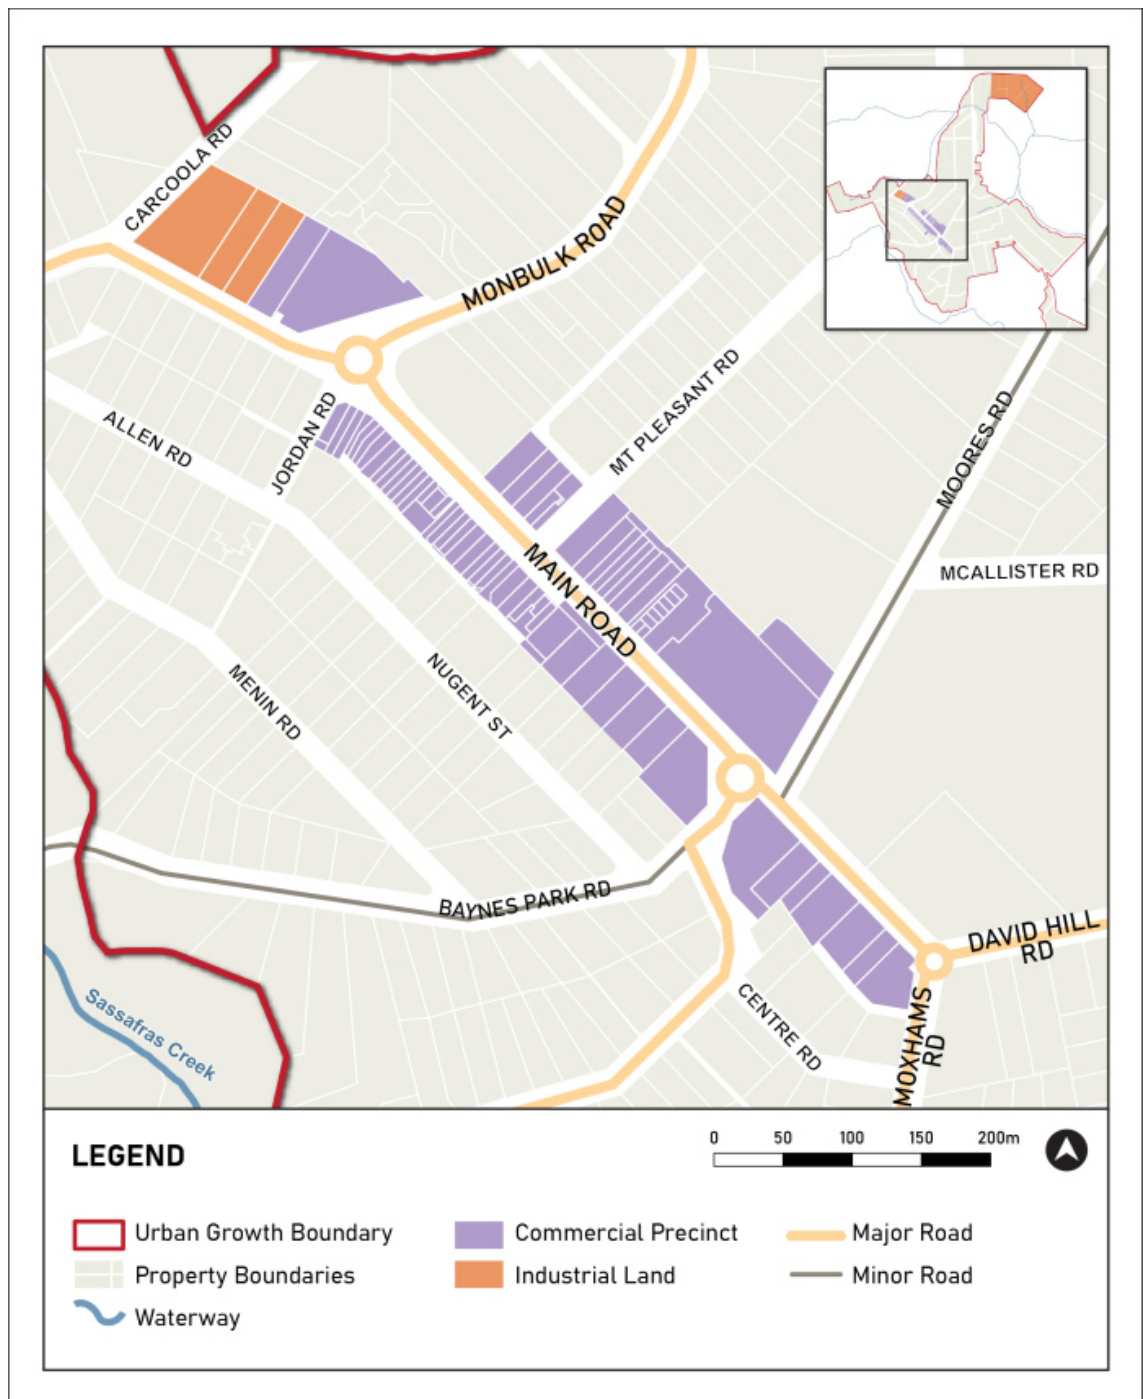 CARCOOLA RD
MONBULK ROAD
ALLEN RD
JORDAN RD
MT PLEASANT RD
MOORES RD
MAIN ROAD
MCALLISTER RD
MENIN RD
NUGENT ST
BAYNES PARK RD
DAVID HILL
RD
CENTRE RD
MOXHAMS
RD
Sassafras Creek
LEGEND
0 50 100 150 200m
Urban Growth Boundary
Commercial Precinct
Major Road
Property Boundaries
Industrial Land
Minor Road
Waterway